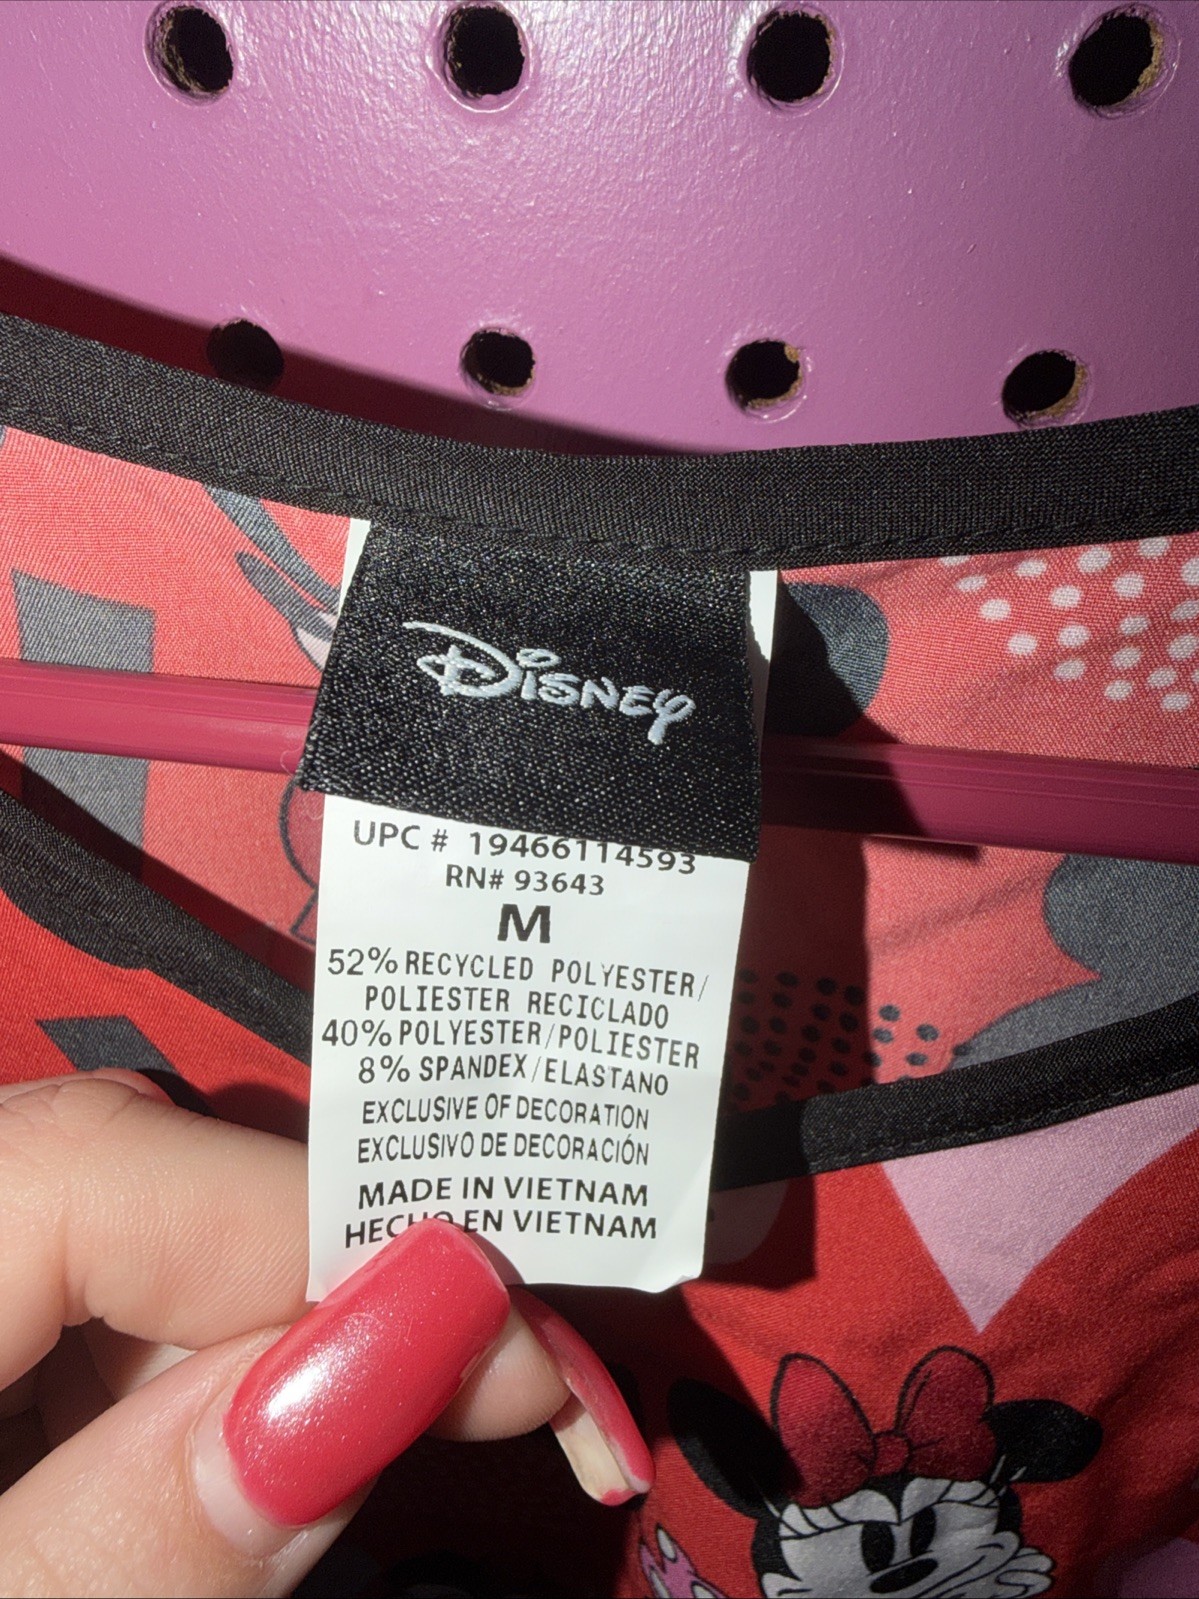 DISNEY
UPC # 19466114593
RN# 93643
M
52% RECYCLED POLYESTER/
POLIESTER RECICLADO
40% POLYESTER/POLIESTER
8% SPANDEX/ELASTANO
EXCLUSIVE OF DECORATION
EXCLUSIVO DE DECORACIÓN
MADE IN VIETNAM
HECHO EN VIETNAM